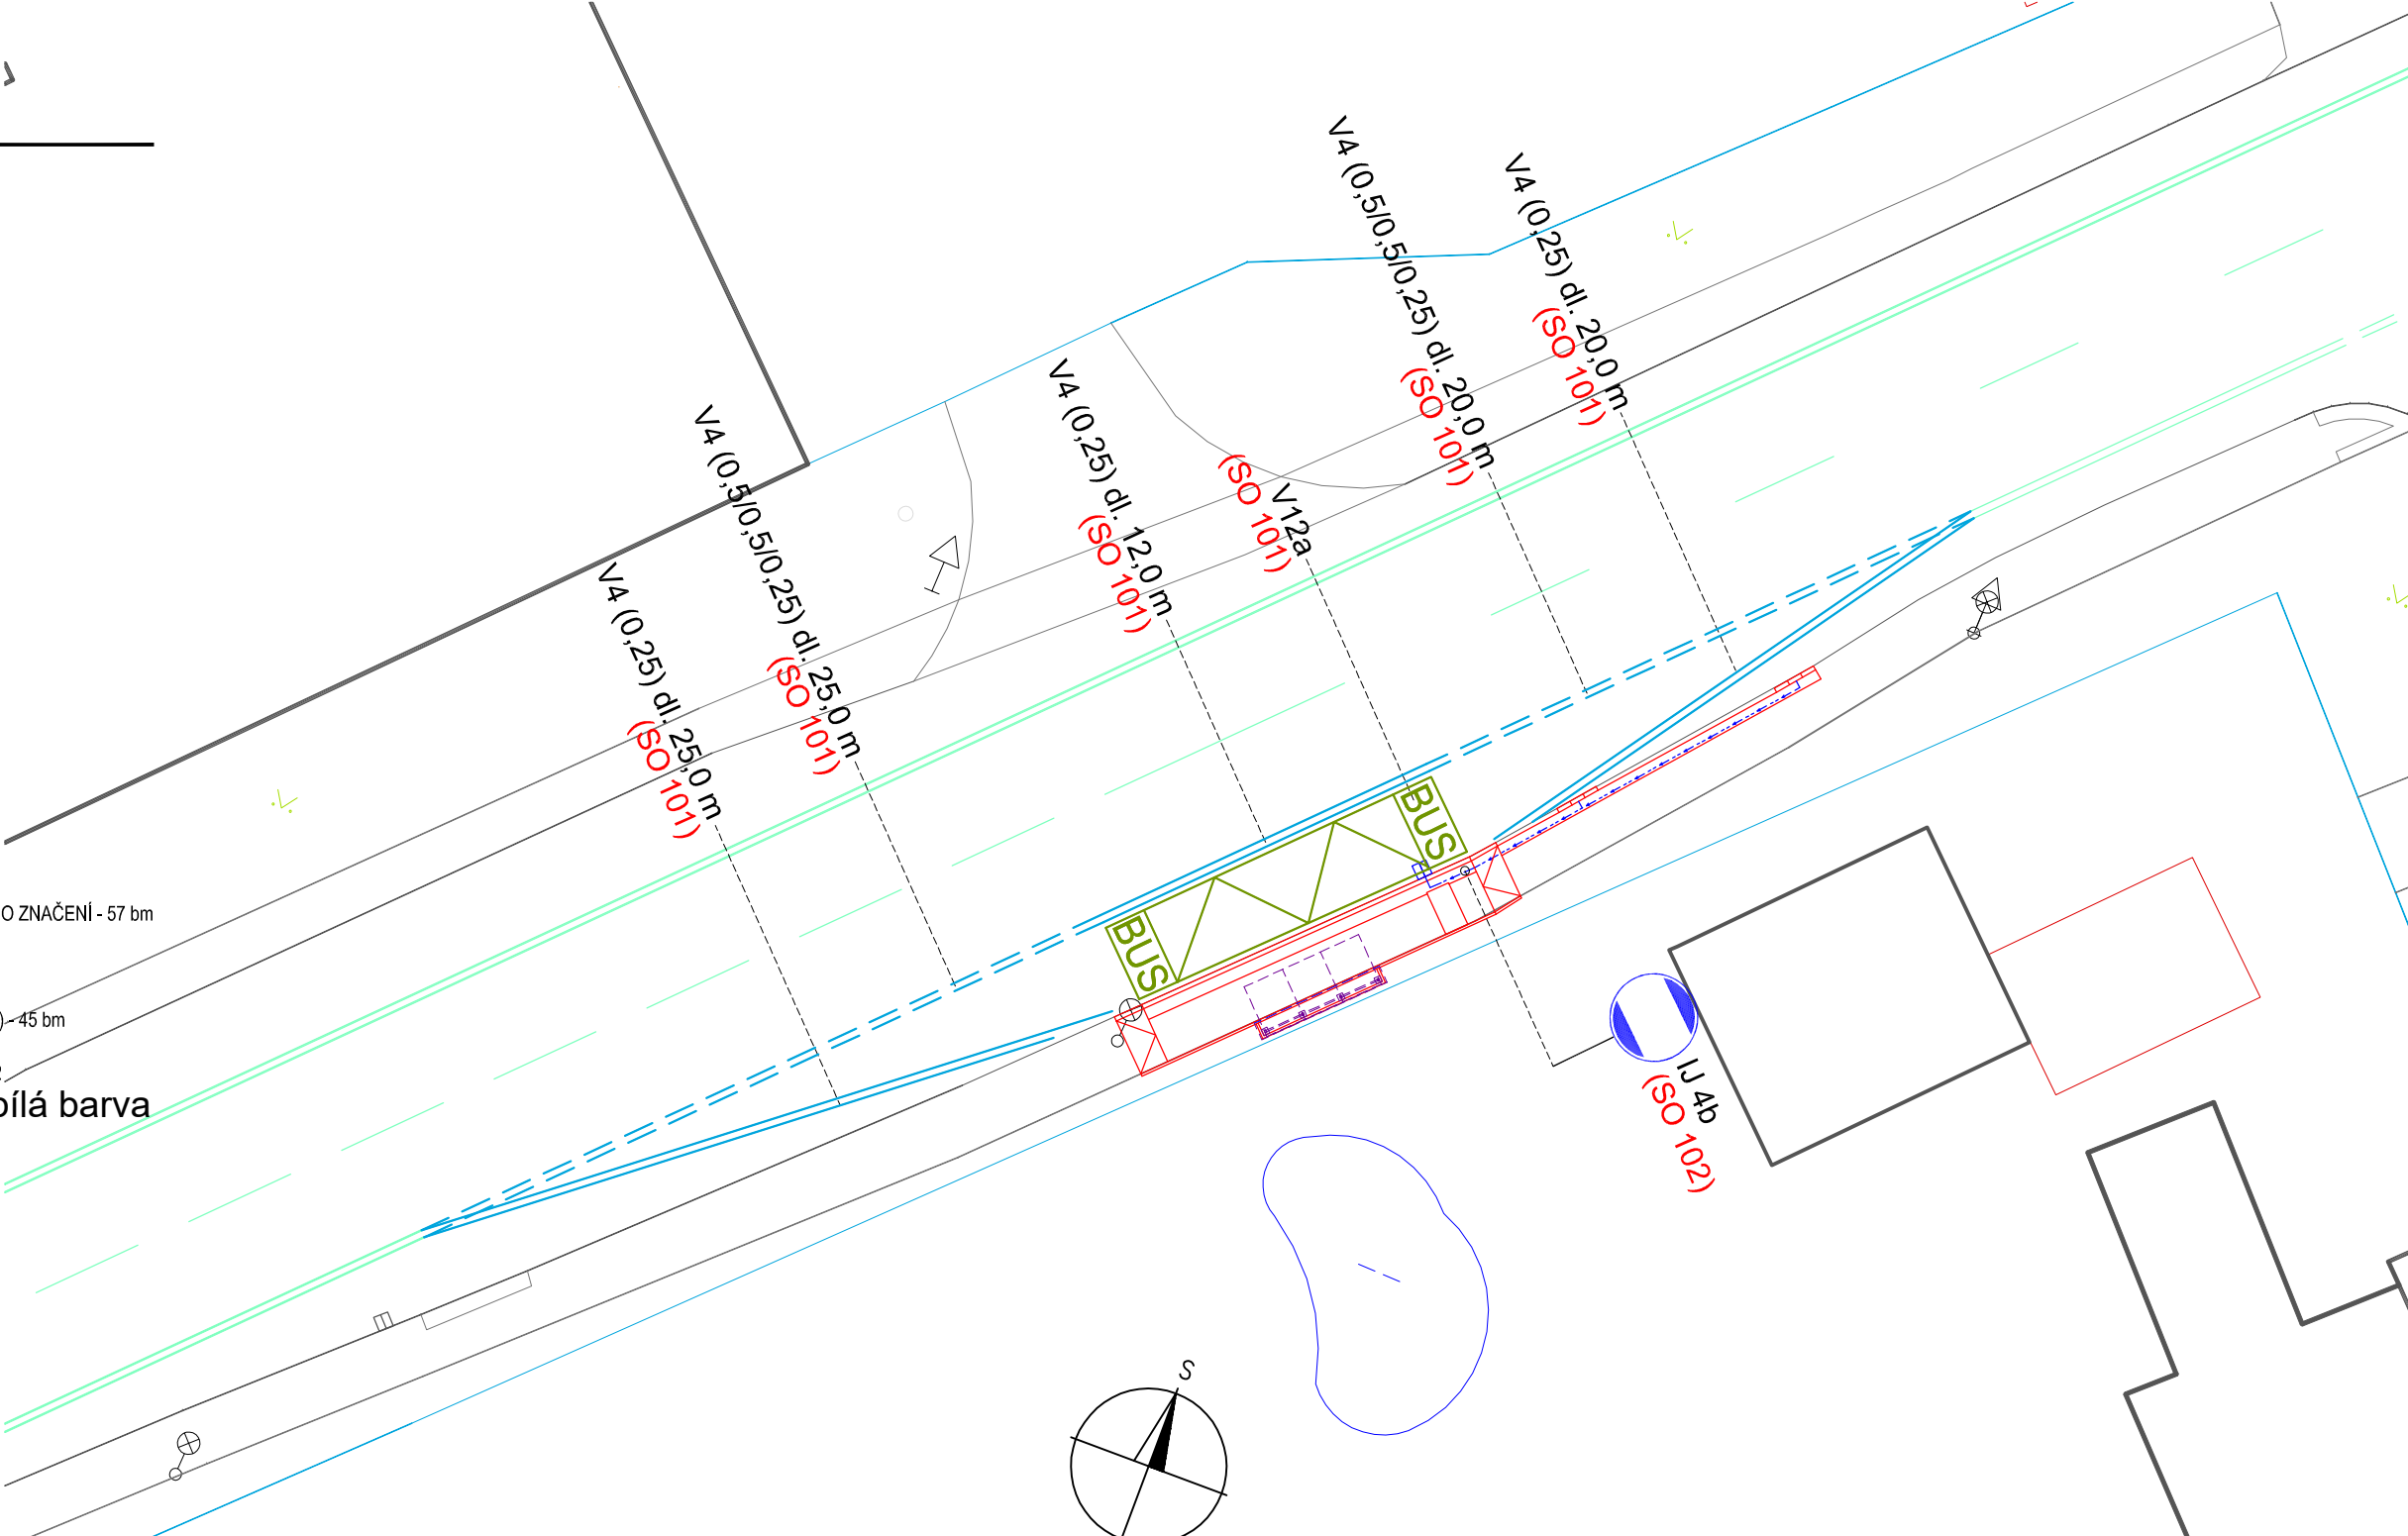 V4 (0,25) dl. 25,0 m
(SO 101)
V4 (0,5/0,5/0,25) dl. 25,0 m
(SO 101)
V4 (0,25) dl. 12,0 m
(SO 101)
V12a
(SO 101)
V4 (0,5/0,5/0,25) dl. 20,0 m
(SO 101)
V4 (0,25) dl. 20,0 m
(SO 101)
BUS
BUS
O ZNAČENÍ - 57 bm
) - 45 bm
bílá barva
IJ 4b
(SO 102)
S